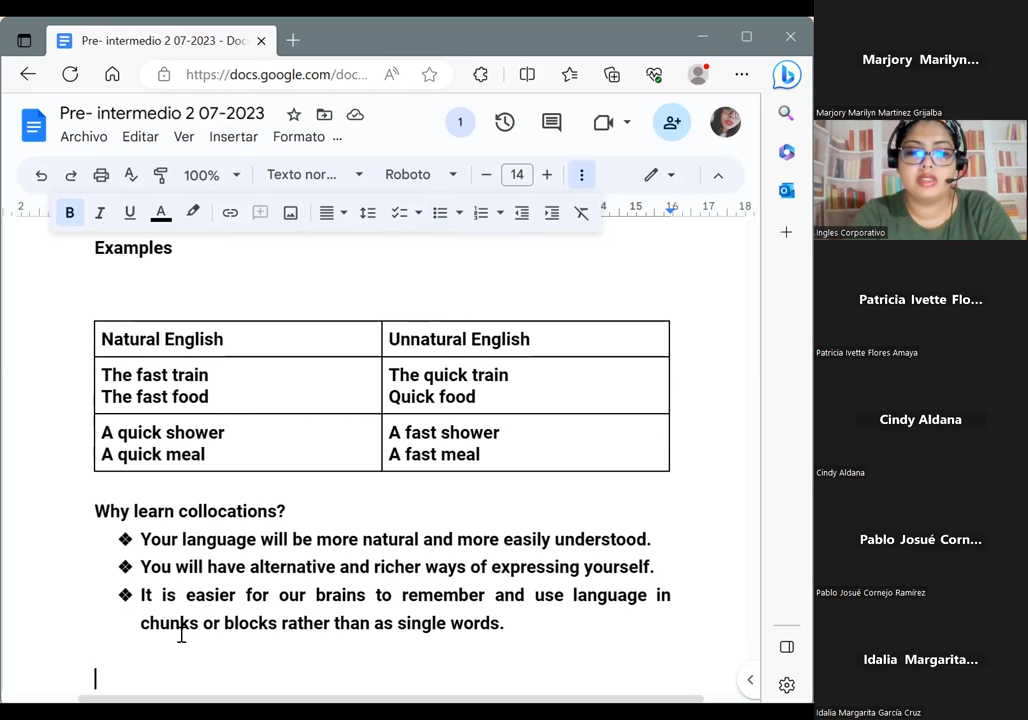 Pre- intermedio 2 07-2023 - Doc
https://docs.google.com/doc...
Pre- intermedio 2 07-2023
Archivo Editar Ver Insertar Formato ...
1
100% Texto nor... Roboto 14
2 14 15 16 17 18
Examples
Natural English Unnatural English
The fast train The quick train
The fast food Quick food
A quick shower A fast shower
A quick meal A fast meal
Why learn collocations?
❖ Your language will be more natural and more easily understood.
❖ You will have alternative and richer ways of expressing yourself.
❖ It is easier for our brains to remember and use language in
chunks or blocks rather than as single words.
Marjory Marilyn...
Marjory Marilyn Martinez Grijalba
Ingles Corporativo
Patricia Ivette Flo...
Patricia Ivette Flores Amaya
Cindy Aldana
Cindy Aldana
Pablo Josué Corn...
Pablo Josué Cornejo Ramírez
Idalia Margarita...
Idalia Margarita García Cruz